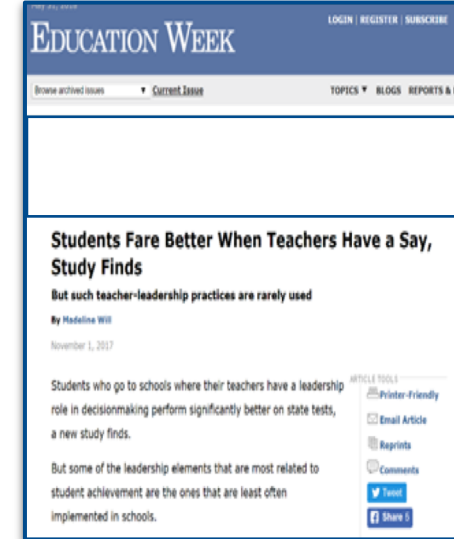 May 31, 2018
LOGIN | REGISTER | SUBSCRIBE
EDUCATION WEEK
Browse archived issues ▼ Current Issue
TOPICS ▼ BLOGS REPORTS &
Students Fare Better When Teachers Have a Say,
Study Finds
But such teacher-leadership practices are rarely used
By Madeline Will
November 1, 2017
Students who go to schools where their teachers have a leadership
role in decisionmaking perform significantly better on state tests,
a new study finds.
But some of the leadership elements that are most related to
student achievement are the ones that are least often
implemented in schools.
ARTICLE TOOLS
Printer-Friendly
Email Article
Reprints
Comments
Tweet
Share 5